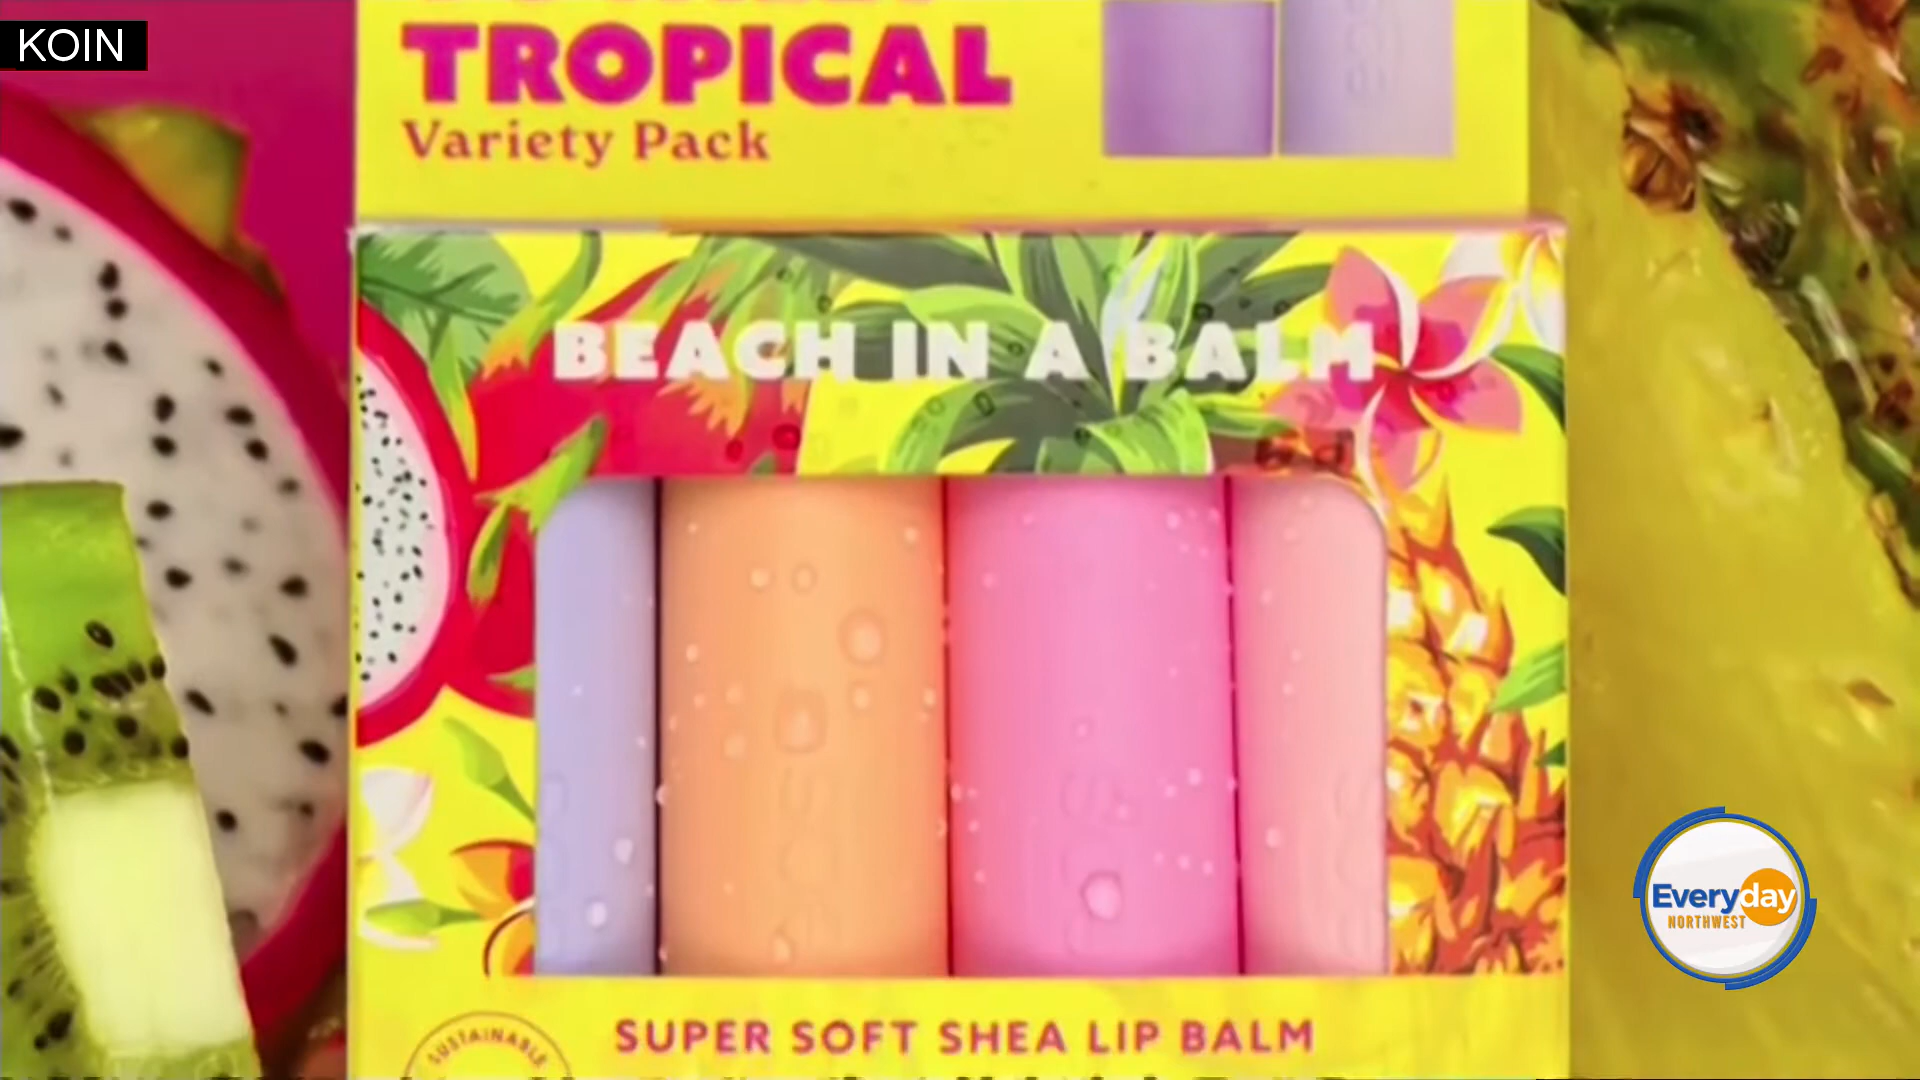 KOIN
TROPICAL
Variety Pack
BEACH IN A BALM
Everyday
NORTHWEST
SUSTAINABLE
SUPER SOFT SHEA LIP BALM